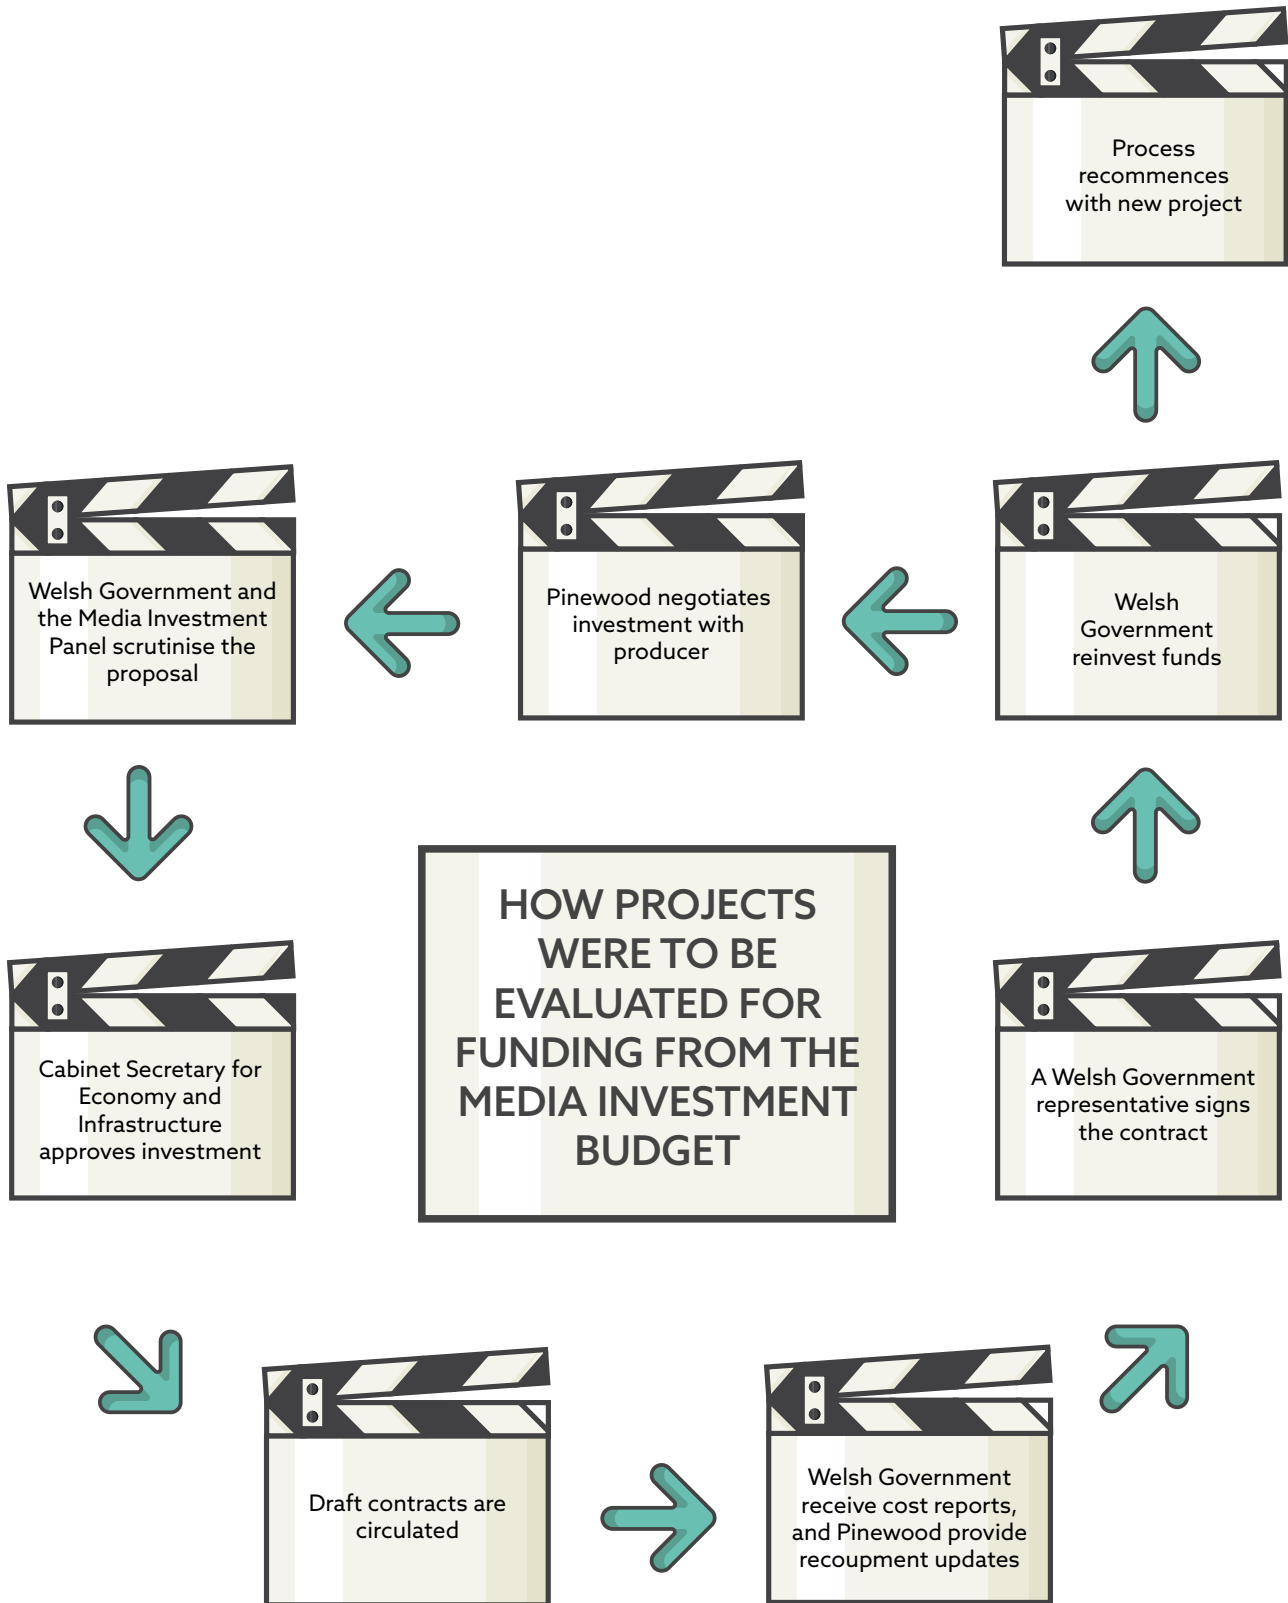 Process
recommences
with new project
Welsh Government and
the Media Investment
Panel scrutinise the
proposal
Pinewood negotiates
investment with
producer
Welsh
Government
reinvest funds
HOW PROJECTS
WERE TO BE
EVALUATED FOR
FUNDING FROM THE
MEDIA INVESTMENT
BUDGET
Cabinet Secretary for
Economy and
Infrastructure
approves investment
A Welsh Government
representative signs
the contract
Draft contracts are
circulated
Welsh Government
receive cost reports,
and Pinewood provide
recoupment updates